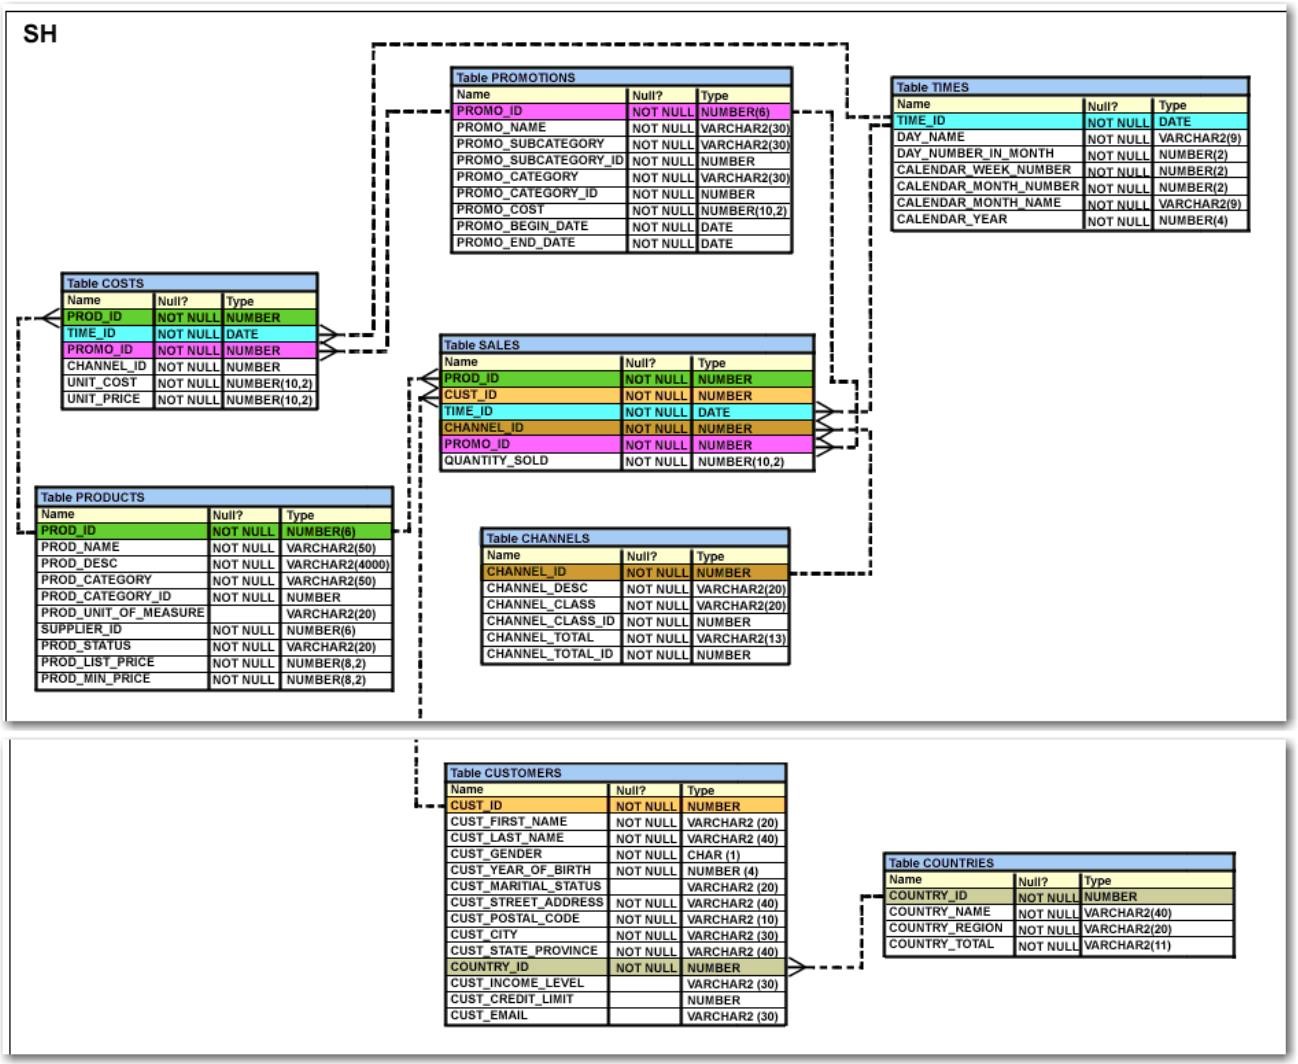 SH
Table PROMOTIONS
Name Null? Type
PROMO_ID NOT NULL NUMBER(6)
PROMO_NAME NOT NULL VARCHAR2(30)
PROMO_SUBCATEGORY NOT NULL VARCHAR2(30)
PROMO_SUBCATEGORY_ID NOT NULL NUMBER
PROMO_CATEGORY NOT NULL VARCHAR2(30)
PROMO_CATEGORY_ID NOT NULL NUMBER
PROMO_COST NOT NULL NUMBER(10,2)
PROMO_BEGIN_DATE NOT NULL DATE
PROMO_END_DATE NOT NULL DATE
Table TIMES
Name Null? Type
TIME_ID NOT NULL DATE
DAY_NAME NOT NULL VARCHAR2(9)
DAY_NUMBER_IN_MONTH NOT NULL NUMBER(2)
CALENDAR_WEEK_NUMBER NOT NULL NUMBER(2)
CALENDAR_MONTH_NUMBER NOT NULL NUMBER(2)
CALENDAR_MONTH_NAME NOT NULL VARCHAR2(9)
CALENDAR_YEAR NOT NULL NUMBER(4)
Table COSTS
Name Null? Type
PROD_ID NOT NULL NUMBER
TIME_ID NOT NULL DATE
PROMO_ID NOT NULL NUMBER
CHANNEL_ID NOT NULL NUMBER
UNIT_COST NOT NULL NUMBER(10,2)
UNIT_PRICE NOT NULL NUMBER(10,2)
Table SALES
Name Null? Type
PROD_ID NOT NULL NUMBER
CUST_ID NOT NULL NUMBER
TIME_ID NOT NULL DATE
CHANNEL_ID NOT NULL NUMBER
PROMO_ID NOT NULL NUMBER
QUANTITY_SOLD NOT NULL NUMBER(10,2)
Table PRODUCTS
Name Null? Type
PROD_ID NOT NULL NUMBER(6)
PROD_NAME NOT NULL VARCHAR2(50)
PROD_DESC NOT NULL VARCHAR2(4000)
PROD_CATEGORY NOT NULL VARCHAR2(50)
PROD_CATEGORY_ID NOT NULL NUMBER
PROD_UNIT_OF_MEASURE VARCHAR2(20)
SUPPLIER_ID NOT NULL NUMBER(6)
PROD_STATUS NOT NULL VARCHAR2(20)
PROD_LIST_PRICE NOT NULL NUMBER(8,2)
PROD_MIN_PRICE NOT NULL NUMBER(8,2)
Table CHANNELS
Name Null? Type
CHANNEL_ID NOT NULL NUMBER
CHANNEL_DESC NOT NULL VARCHAR2(20)
CHANNEL_CLASS NOT NULL VARCHAR2(20)
CHANNEL_CLASS_ID NOT NULL NUMBER
CHANNEL_TOTAL NOT NULL VARCHAR2(13)
CHANNEL_TOTAL_ID NOT NULL NUMBER
Table CUSTOMERS
Name Null? Type
CUST_ID NOT NULL NUMBER
CUST_FIRST_NAME NOT NULL VARCHAR2 (20)
CUST_LAST_NAME NOT NULL VARCHAR2 (40)
CUST_GENDER NOT NULL CHAR (1)
CUST_YEAR_OF_BIRTH NOT NULL NUMBER (4)
CUST_MARITIAL_STATUS VARCHAR2 (20)
CUST_STREET_ADDRESS NOT NULL VARCHAR2 (40)
CUST_POSTAL_CODE NOT NULL VARCHAR2 (10)
CUST_CITY NOT NULL VARCHAR2 (30)
CUST_STATE_PROVINCE NOT NULL VARCHAR2 (40)
COUNTRY_ID NOT NULL NUMBER
CUST_INCOME_LEVEL VARCHAR2 (30)
CUST_CREDIT_LIMIT NUMBER
CUST_EMAIL VARCHAR2 (30)
Table COUNTRIES
Name Null? Type
COUNTRY_ID NOT NULL NUMBER
COUNTRY_NAME NOT NULL VARCHAR2(40)
COUNTRY_REGION NOT NULL VARCHAR2(20)
COUNTRY_TOTAL NOT NULL VARCHAR2(11)